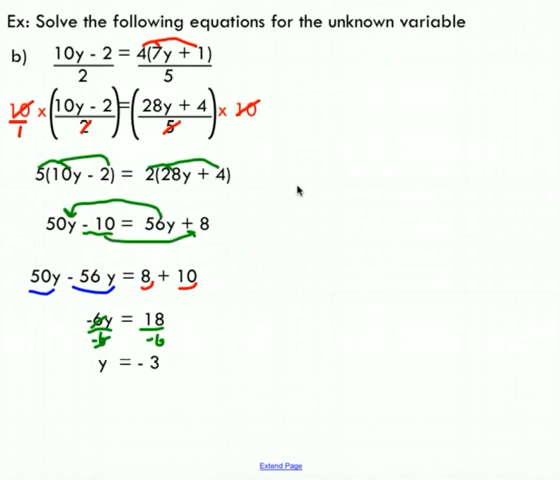 Ex: Solve the following equations for the unknown variable
b) 10y - 2 = 4(7y + 1)
2 5
10/1 x (10y - 2 / 2) = (28y + 4 / 5) x 10
5(10y - 2) = 2(28y + 4)
50y - 10 = 56y + 8
50y - 56 y = 8 + 10
-6y = 18
-6 -6
y = - 3
Extend Page